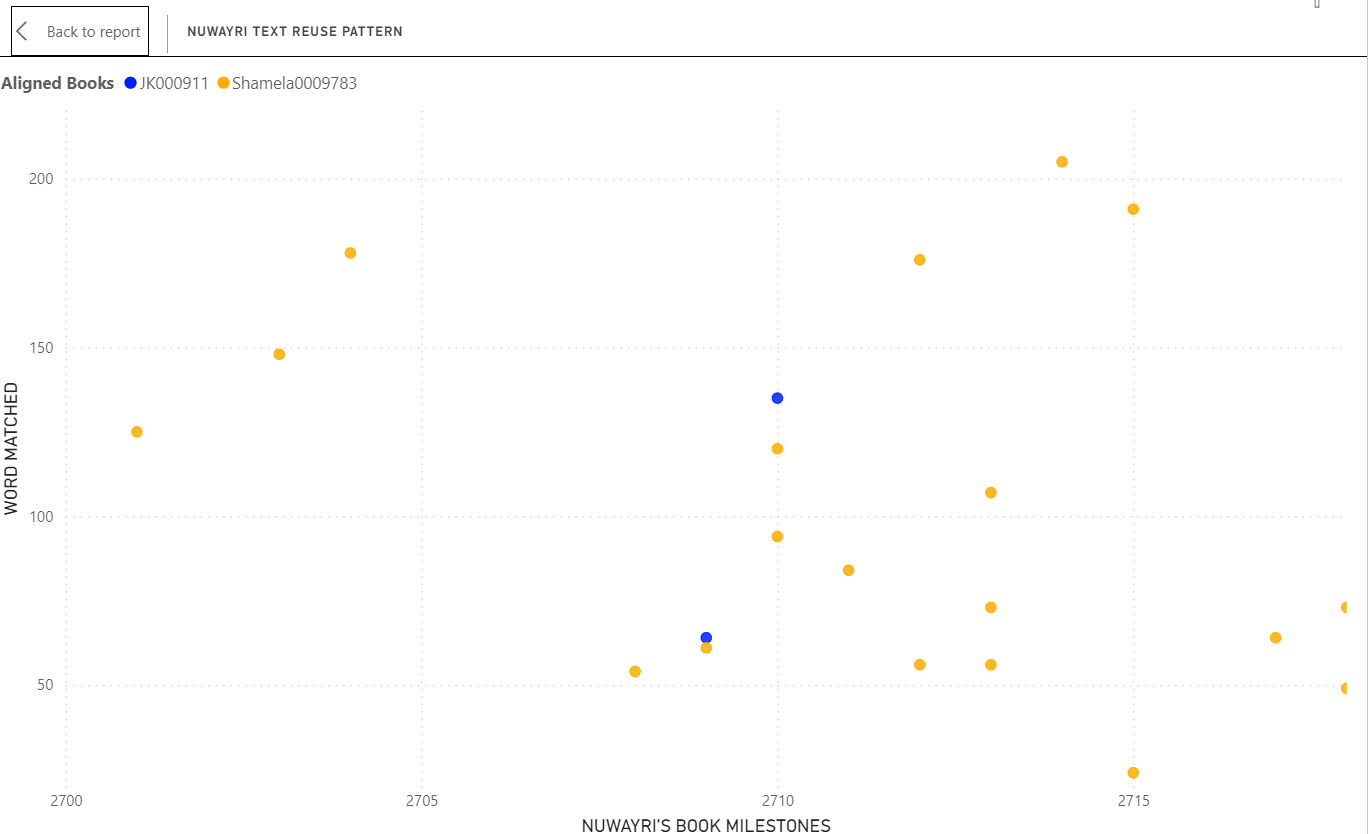 Back to report
NUWAYRI TEXT REUSE PATTERN
Aligned Books JK000911 Shamela0009783
200
150
100
50
WORD MATCHED
2700 2705 2710 2715
NUWAYRI'S BOOK MILESTONES